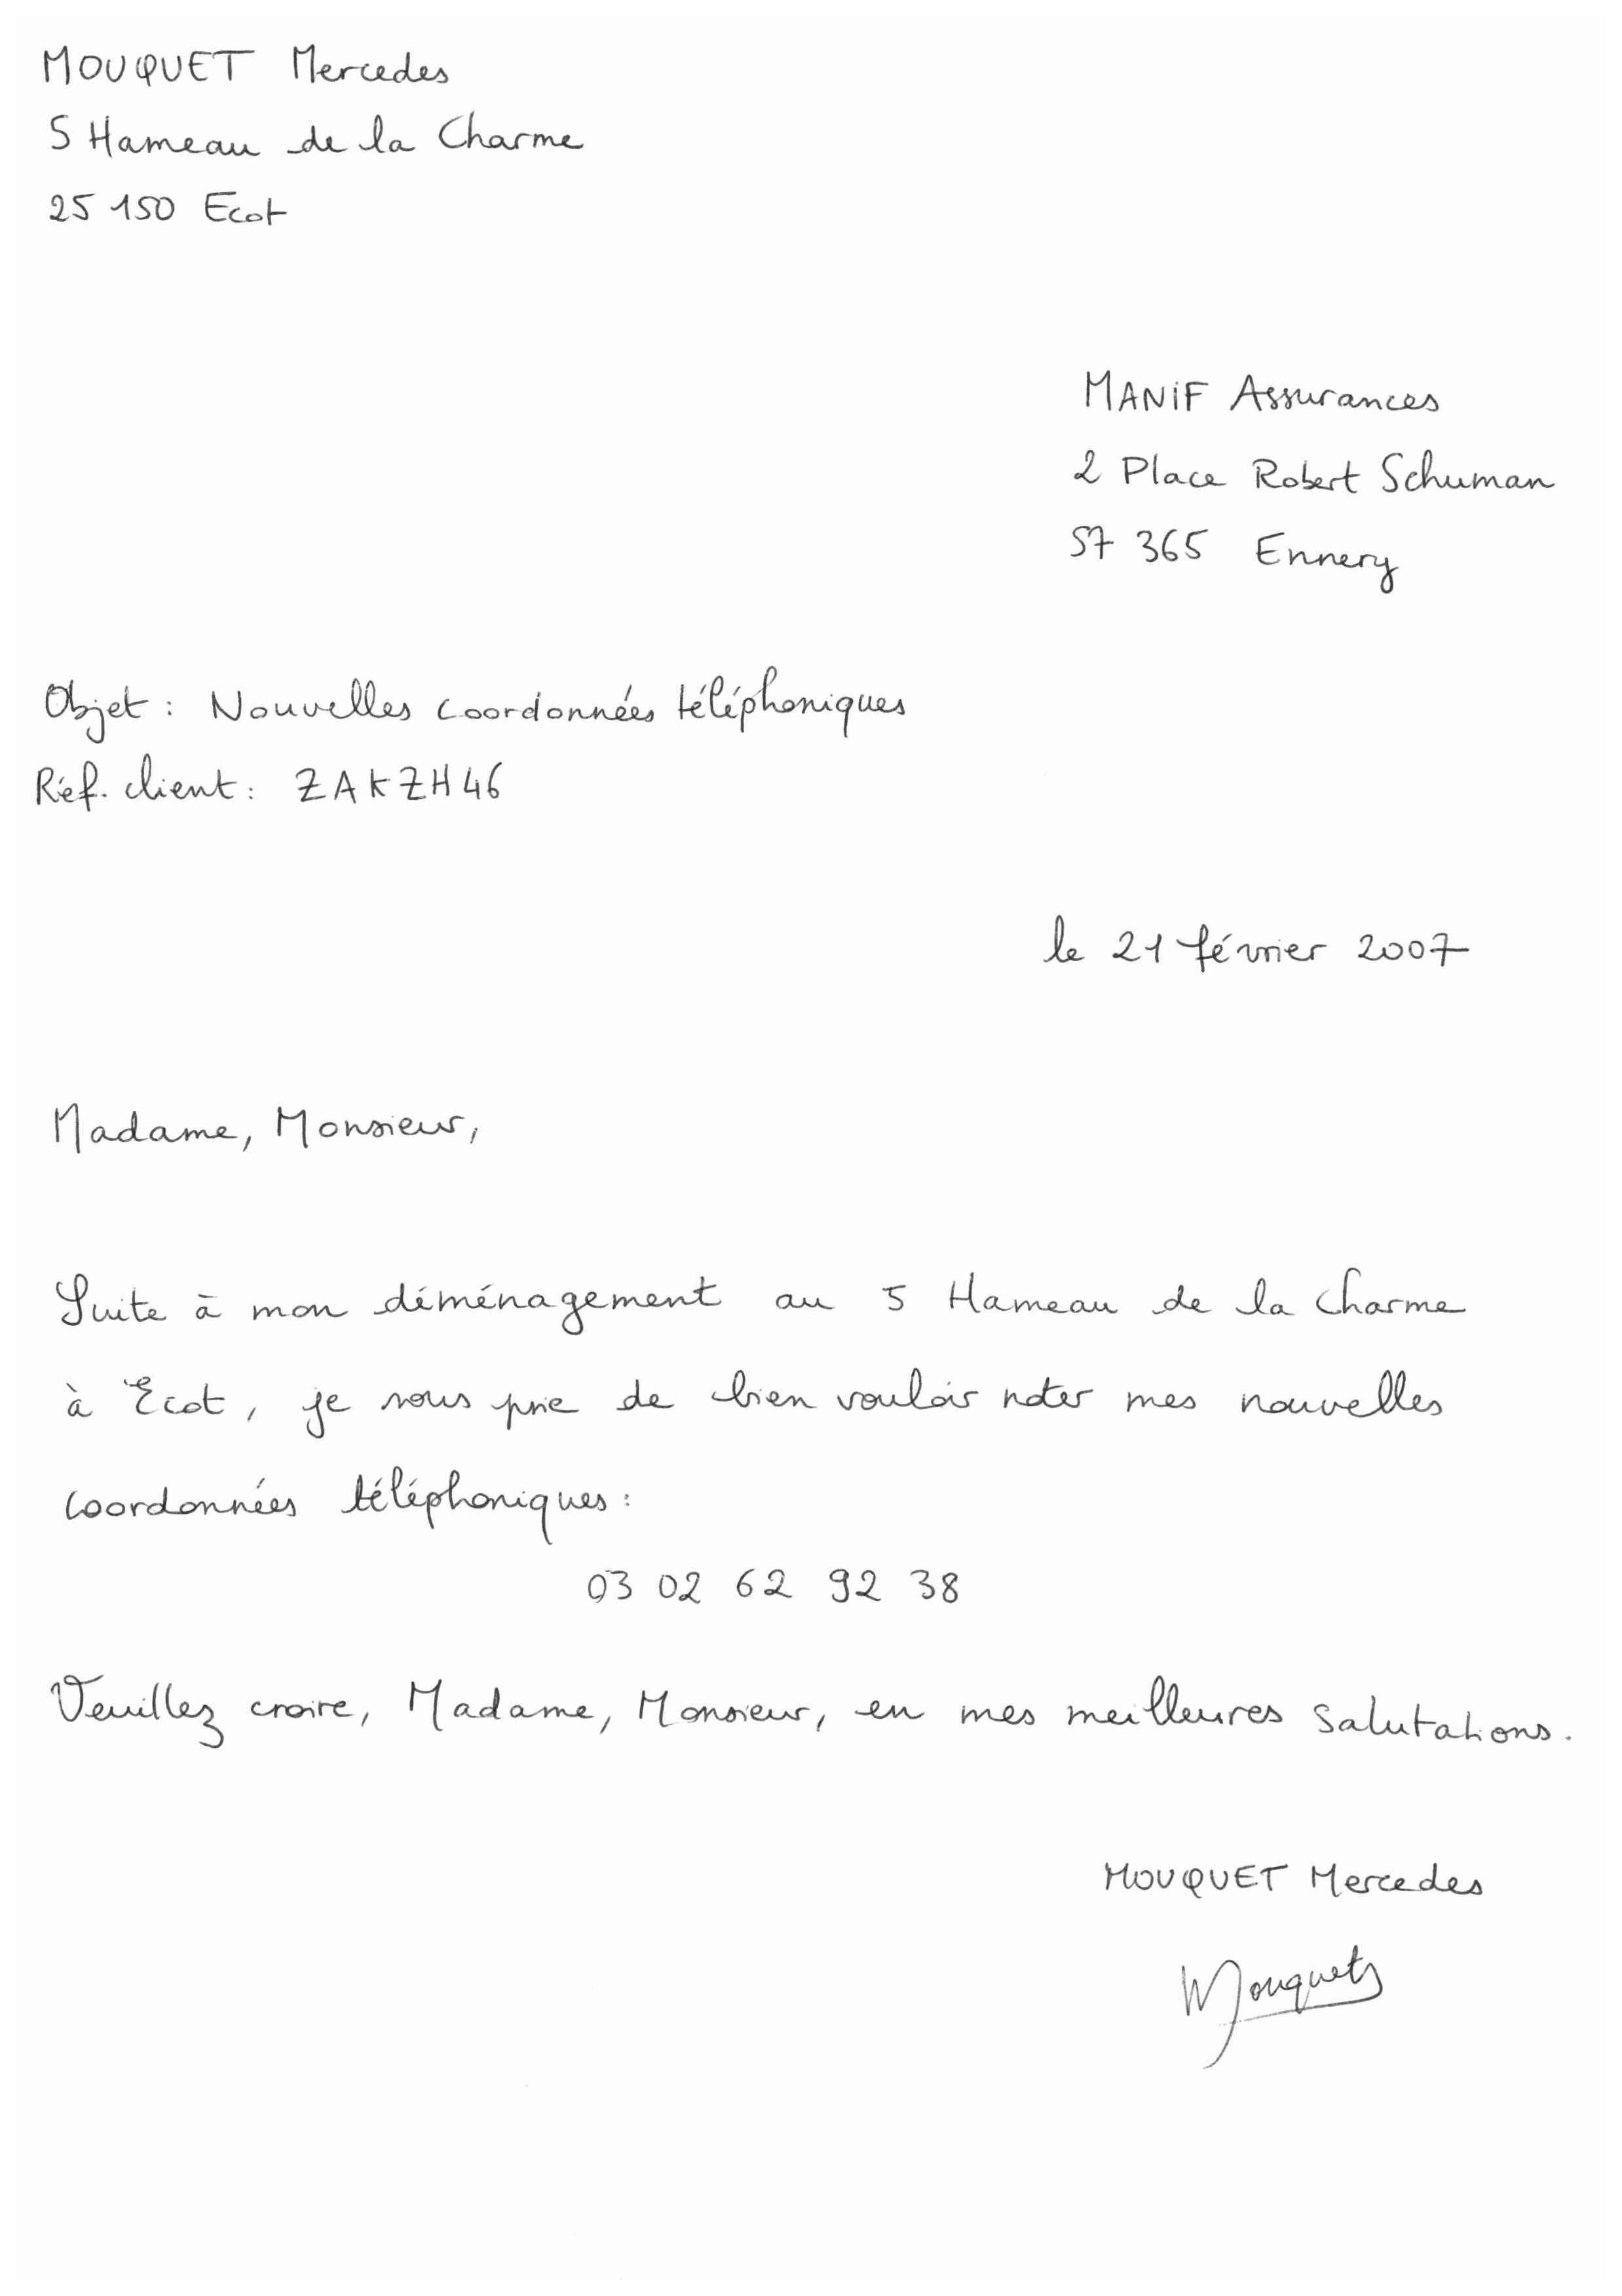 MOUQUET Mercedes
5 Hameau de la Charme
25 150 Ecot
MANIF Assurances
2 Place Robert Schuman
57 365 Ennery
Objet : Nouvelles coordonnées téléphoniques
Réf. client : ZAKZH46
le 21 février 2007
Madame, Monsieur,
Suite à mon déménagement au 5 Hameau de la Charme
à Ecot, je vous prie de bien vouloir noter mes nouvelles
coordonnées téléphoniques :
03 02 62 92 38
Veuillez croire, Madame, Monsieur, en mes meilleures salutations.
MOUQUET Mercedes
Mouquet